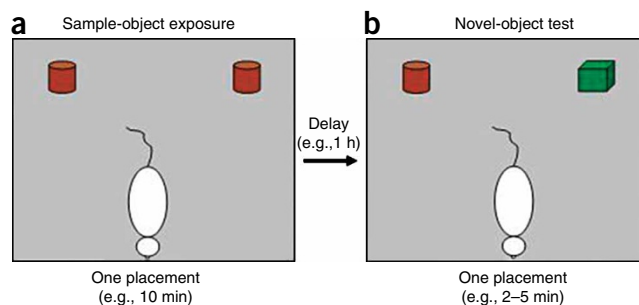 a Sample-object exposure
b Novel-object test
Delay
(e.g.,1 h)
One placement
(e.g., 10 min)
One placement
(e.g., 2–5 min)